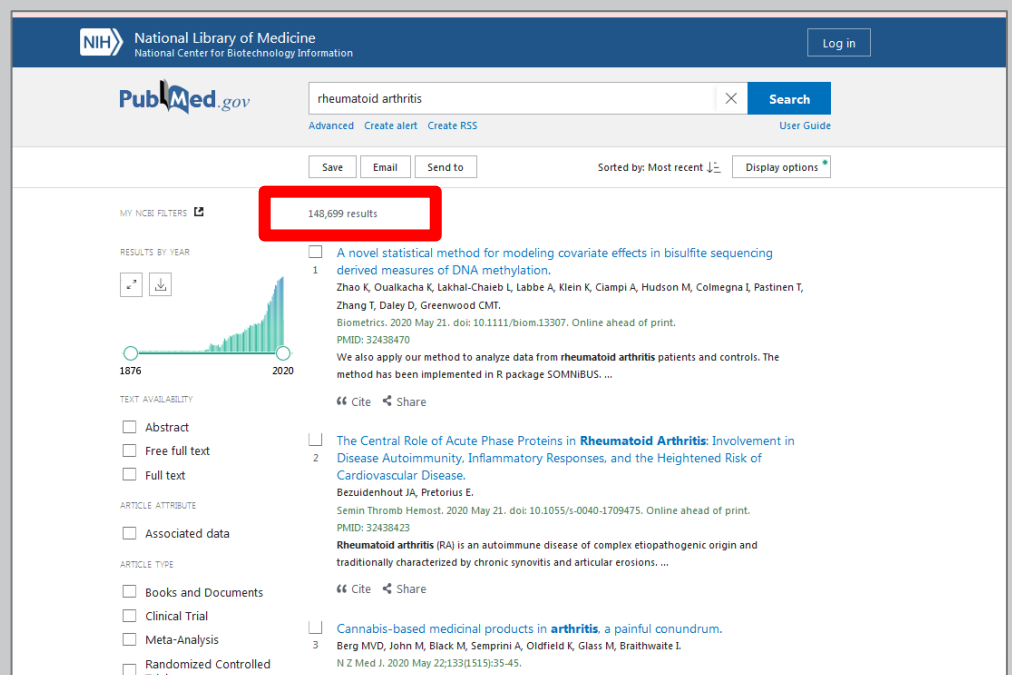 NIH National Library of Medicine
National Center for Biotechnology Information
Log in
PubMed.gov
rheumatoid arthritis
Search
Advanced Create alert Create RSS
User Guide
Save Email Send to
Sorted by: Most recent
Display options
MY NCBI FILTERS
148,699 results
RESULTS BY YEAR
1876 2020
TEXT AVAILABILITY
Abstract
Free full text
Full text
ARTICLE ATTRIBUTE
Associated data
ARTICLE TYPE
Books and Documents
Clinical Trial
Meta-Analysis
Randomized Controlled
1
A novel statistical method for modeling covariate effects in bisulfite sequencing
derived measures of DNA methylation.
Zhao K, Oualkacha K, Lakhal-Chaieb L, Labbe A, Klein K, Ciampi A, Hudson M, Colmegna I, Pastinen T,
Zhang T, Daley D, Greenwood CMT.
Biometrics. 2020 May 21. doi: 10.1111/biom.13307. Online ahead of print.
PMID: 32438470
We also apply our method to analyze data from rheumatoid arthritis patients and controls. The
method has been implemented in R package SOMNiBUS. ...
Cite Share
2
The Central Role of Acute Phase Proteins in Rheumatoid Arthritis: Involvement in
Disease Autoimmunity, Inflammatory Responses, and the Heightened Risk of
Cardiovascular Disease.
Bezuidenhout JA, Pretorius E.
Semin Thromb Hemost. 2020 May 21. doi: 10.1055/s-0040-1709475. Online ahead of print.
PMID: 32438423
Rheumatoid arthritis (RA) is an autoimmune disease of complex etiopathogenic origin and
traditionally characterized by chronic synovitis and articular erosions. ...
Cite Share
3
Cannabis-based medicinal products in arthritis, a painful conundrum.
Berg MVD, John M, Black M, Semprini A, Oldfield K, Glass M, Braithwaite I.
N Z Med J. 2020 May 22;133(1515):35-45.